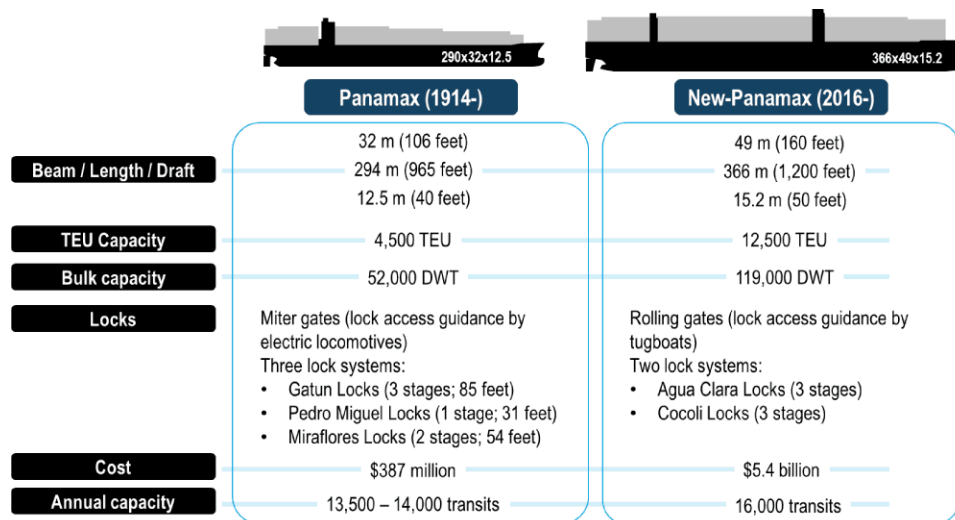 290x32x12.5
366x49x15.2
Panamax (1914-)
New-Panamax (2016-)
Beam / Length / Draft
32 m (106 feet)
294 m (965 feet)
12.5 m (40 feet)
49 m (160 feet)
366 m (1,200 feet)
15.2 m (50 feet)
TEU Capacity
4,500 TEU
12,500 TEU
Bulk capacity
52,000 DWT
119,000 DWT
Locks
Miter gates (lock access guidance by
electric locomotives)
Three lock systems:
• Gatun Locks (3 stages; 85 feet)
• Pedro Miguel Locks (1 stage; 31 feet)
• Miraflores Locks (2 stages; 54 feet)
Rolling gates (lock access guidance by
tugboats)
Two lock systems:
• Agua Clara Locks (3 stages)
• Cocoli Locks (3 stages)
Cost
$387 million
$5.4 billion
Annual capacity
13,500 – 14,000 transits
16,000 transits